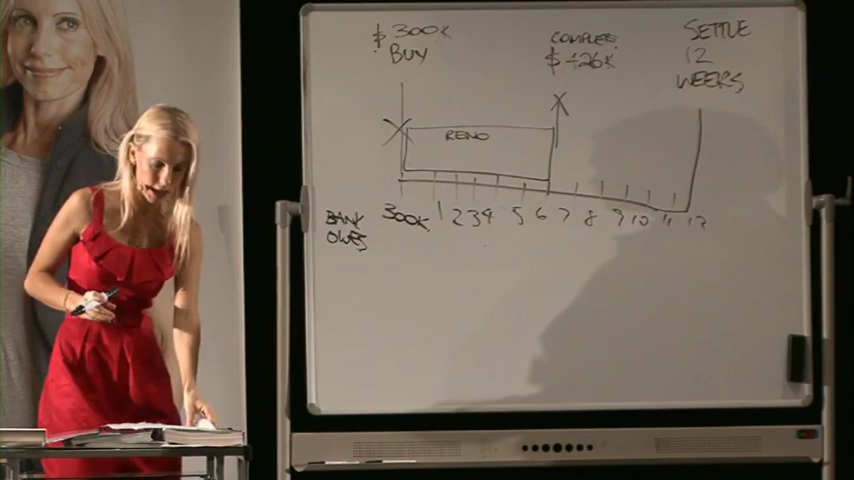 $300K
BUY
COMPLETE
$426K
SETTLE
12
WEEKS
RENO
BANK 300K 1 2 3 4 5 6 7 8 9 10 11 12
OWES